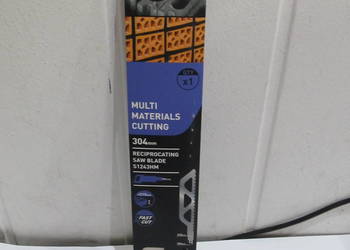 QTY
x1
MULTI
MATERIALS
CUTTING
304mm
RECIPROCATING
SAW BLADE
S1243HM
FAST
CUT